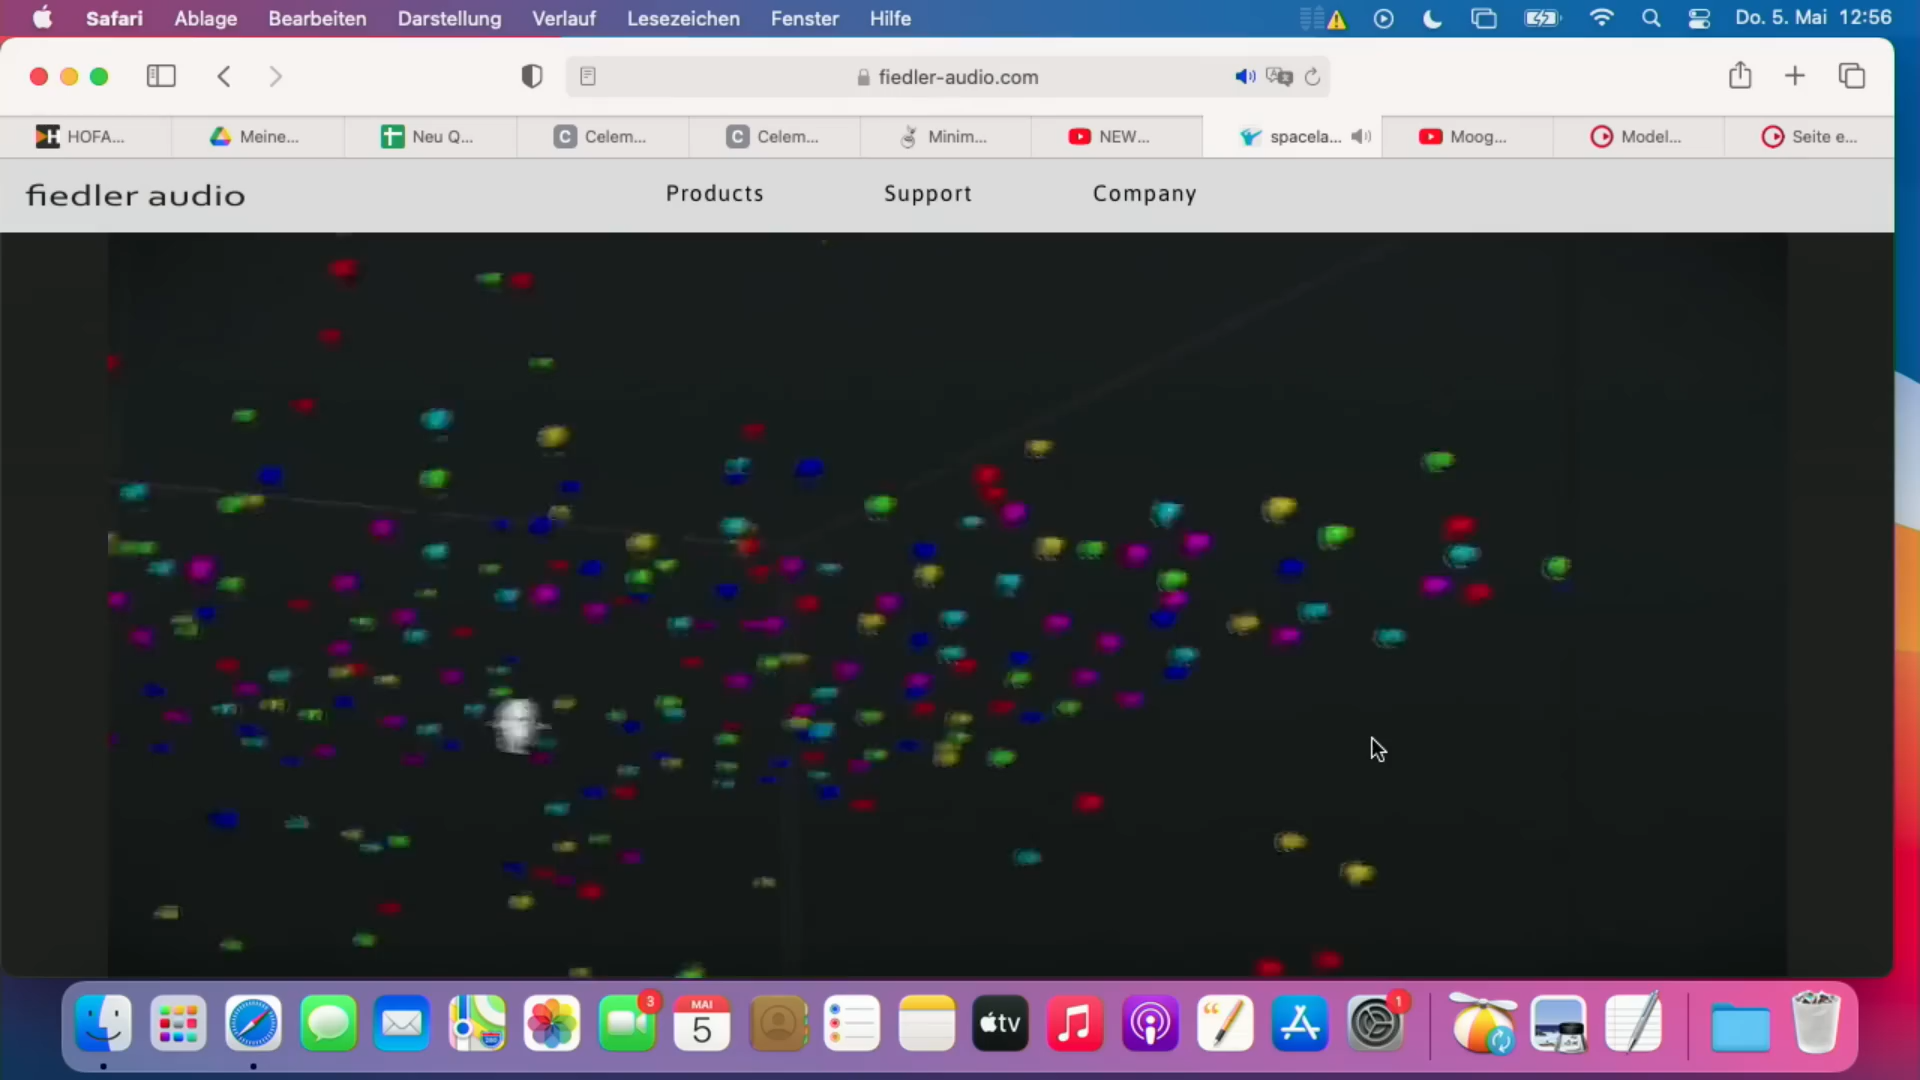 Safari Ablage Bearbeiten Darstellung Verlauf Lesezeichen Fenster Hilfe Do. 5. Mai 12:56
fiedler-audio.com
HOFA... Meine... Neu Q... Celem... Celem... Minim... NEW... spacela... Moog... Model... Seite e...
fiedler audio Products Support Company
3 MAI 5 tv 1